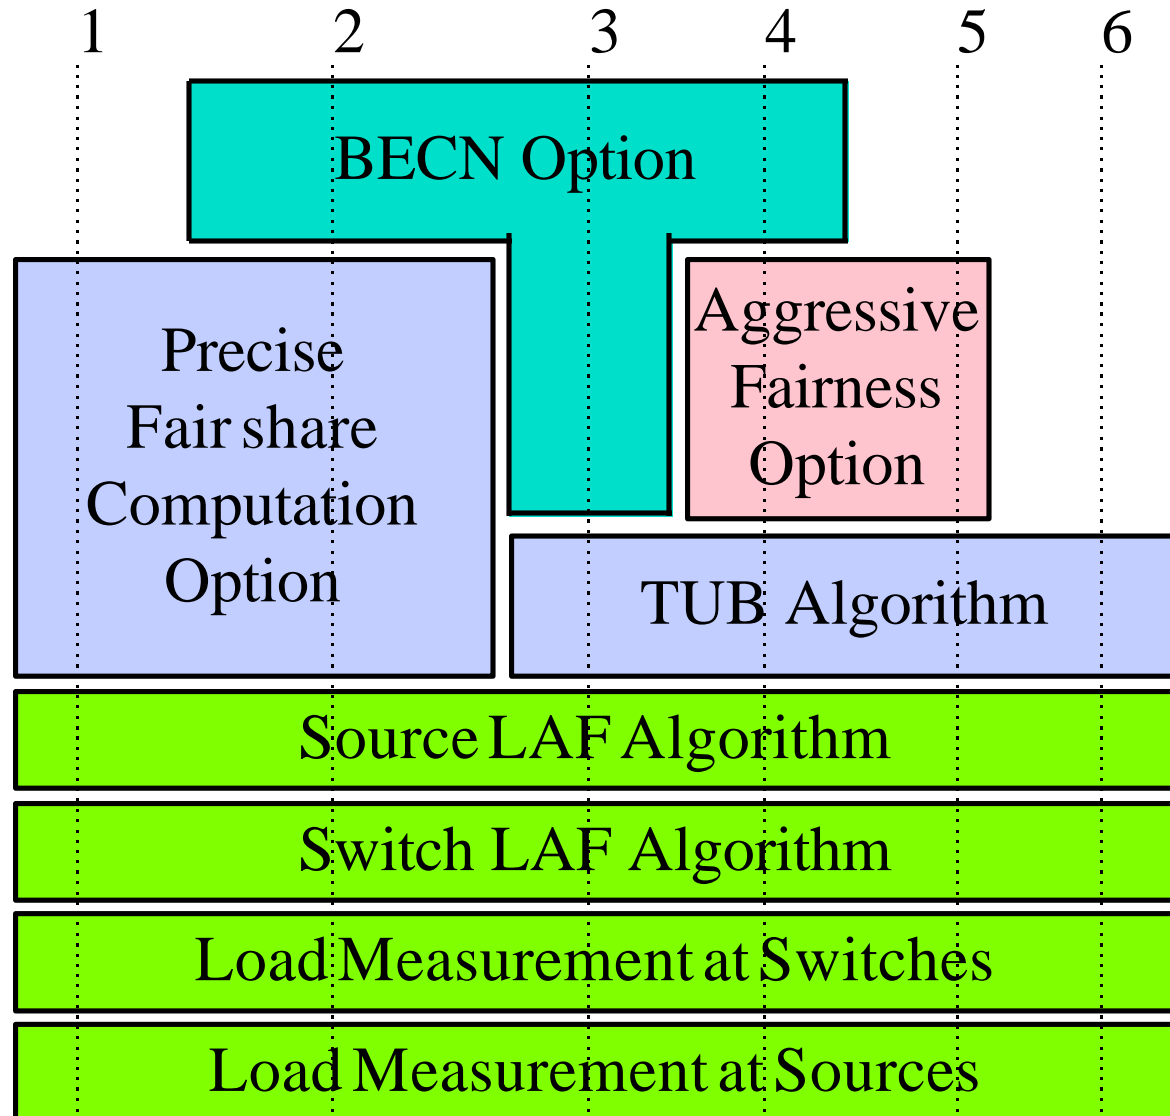 1 2 3 4 5 6
BECN Option
Precise
Fair share
Computation
Option
Aggressive
Fairness
Option
TUB Algorithm
Source LAF Algorithm
Switch LAF Algorithm
Load Measurement at Switches
Load Measurement at Sources